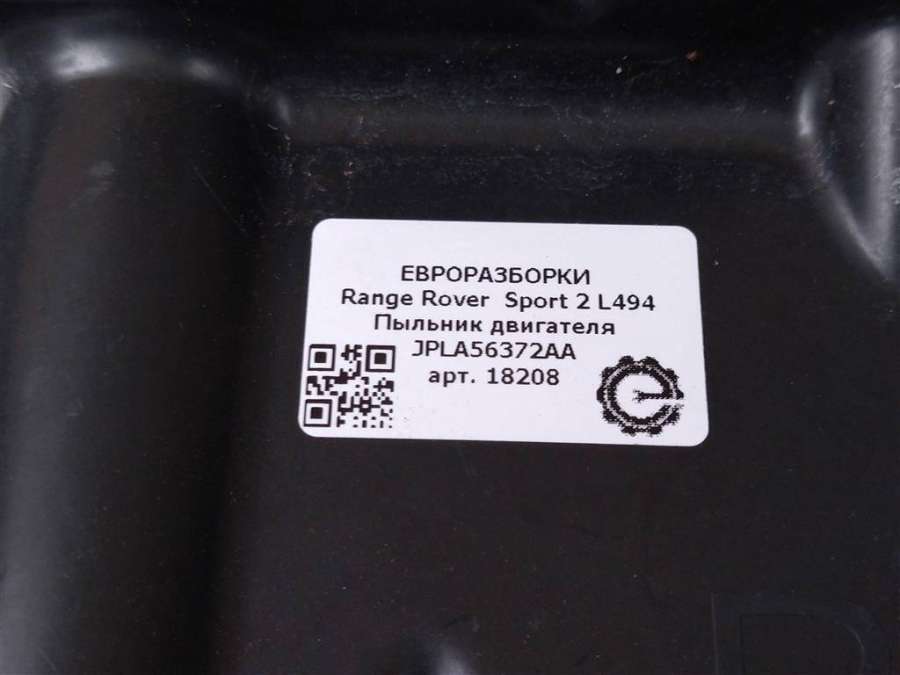 ЕВРОРАЗБОРКИ
Range Rover Sport 2 L494
Пыльник двигателя
JPLA56372AA
арт. 18208